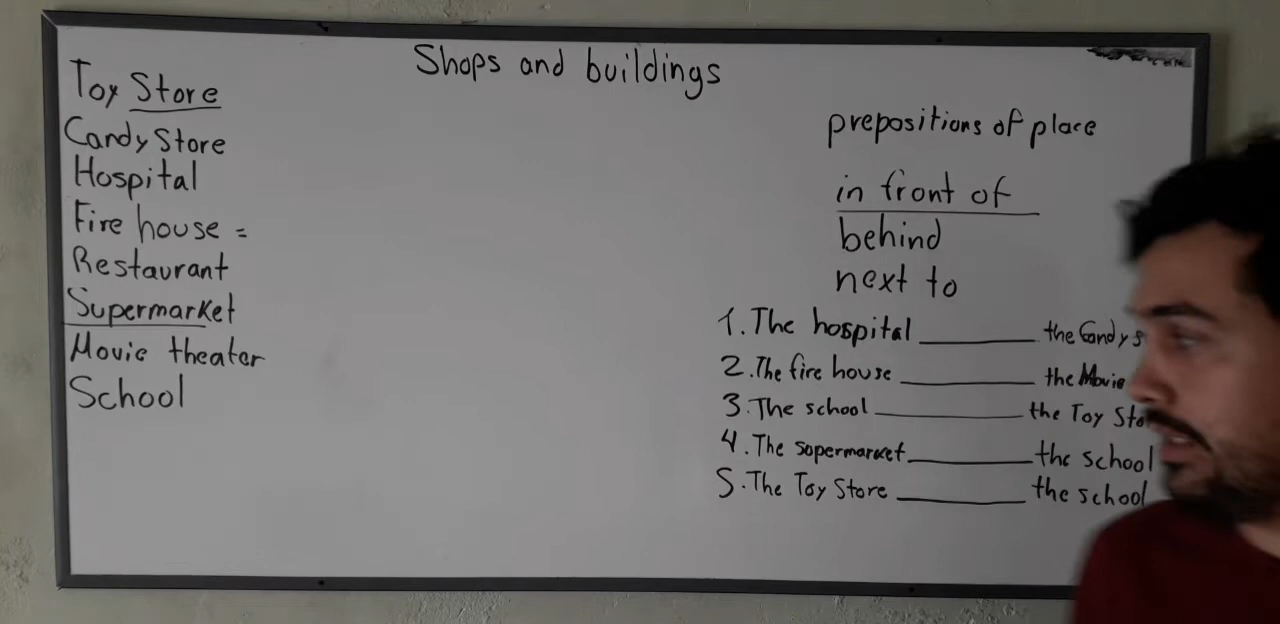 Shops and buildings
Toy Store
Candy Store
Hospital
Fire house =
Restaurant
Supermarket
Movie theater
School
prepositions of place
in front of
behind
next to
1. The hospital ________ the Candy
2. The fire house ________ the Movie
3. The school ________ the Toy Sto
4. The supermarket ________ the school
5. The Toy Store ________ the school